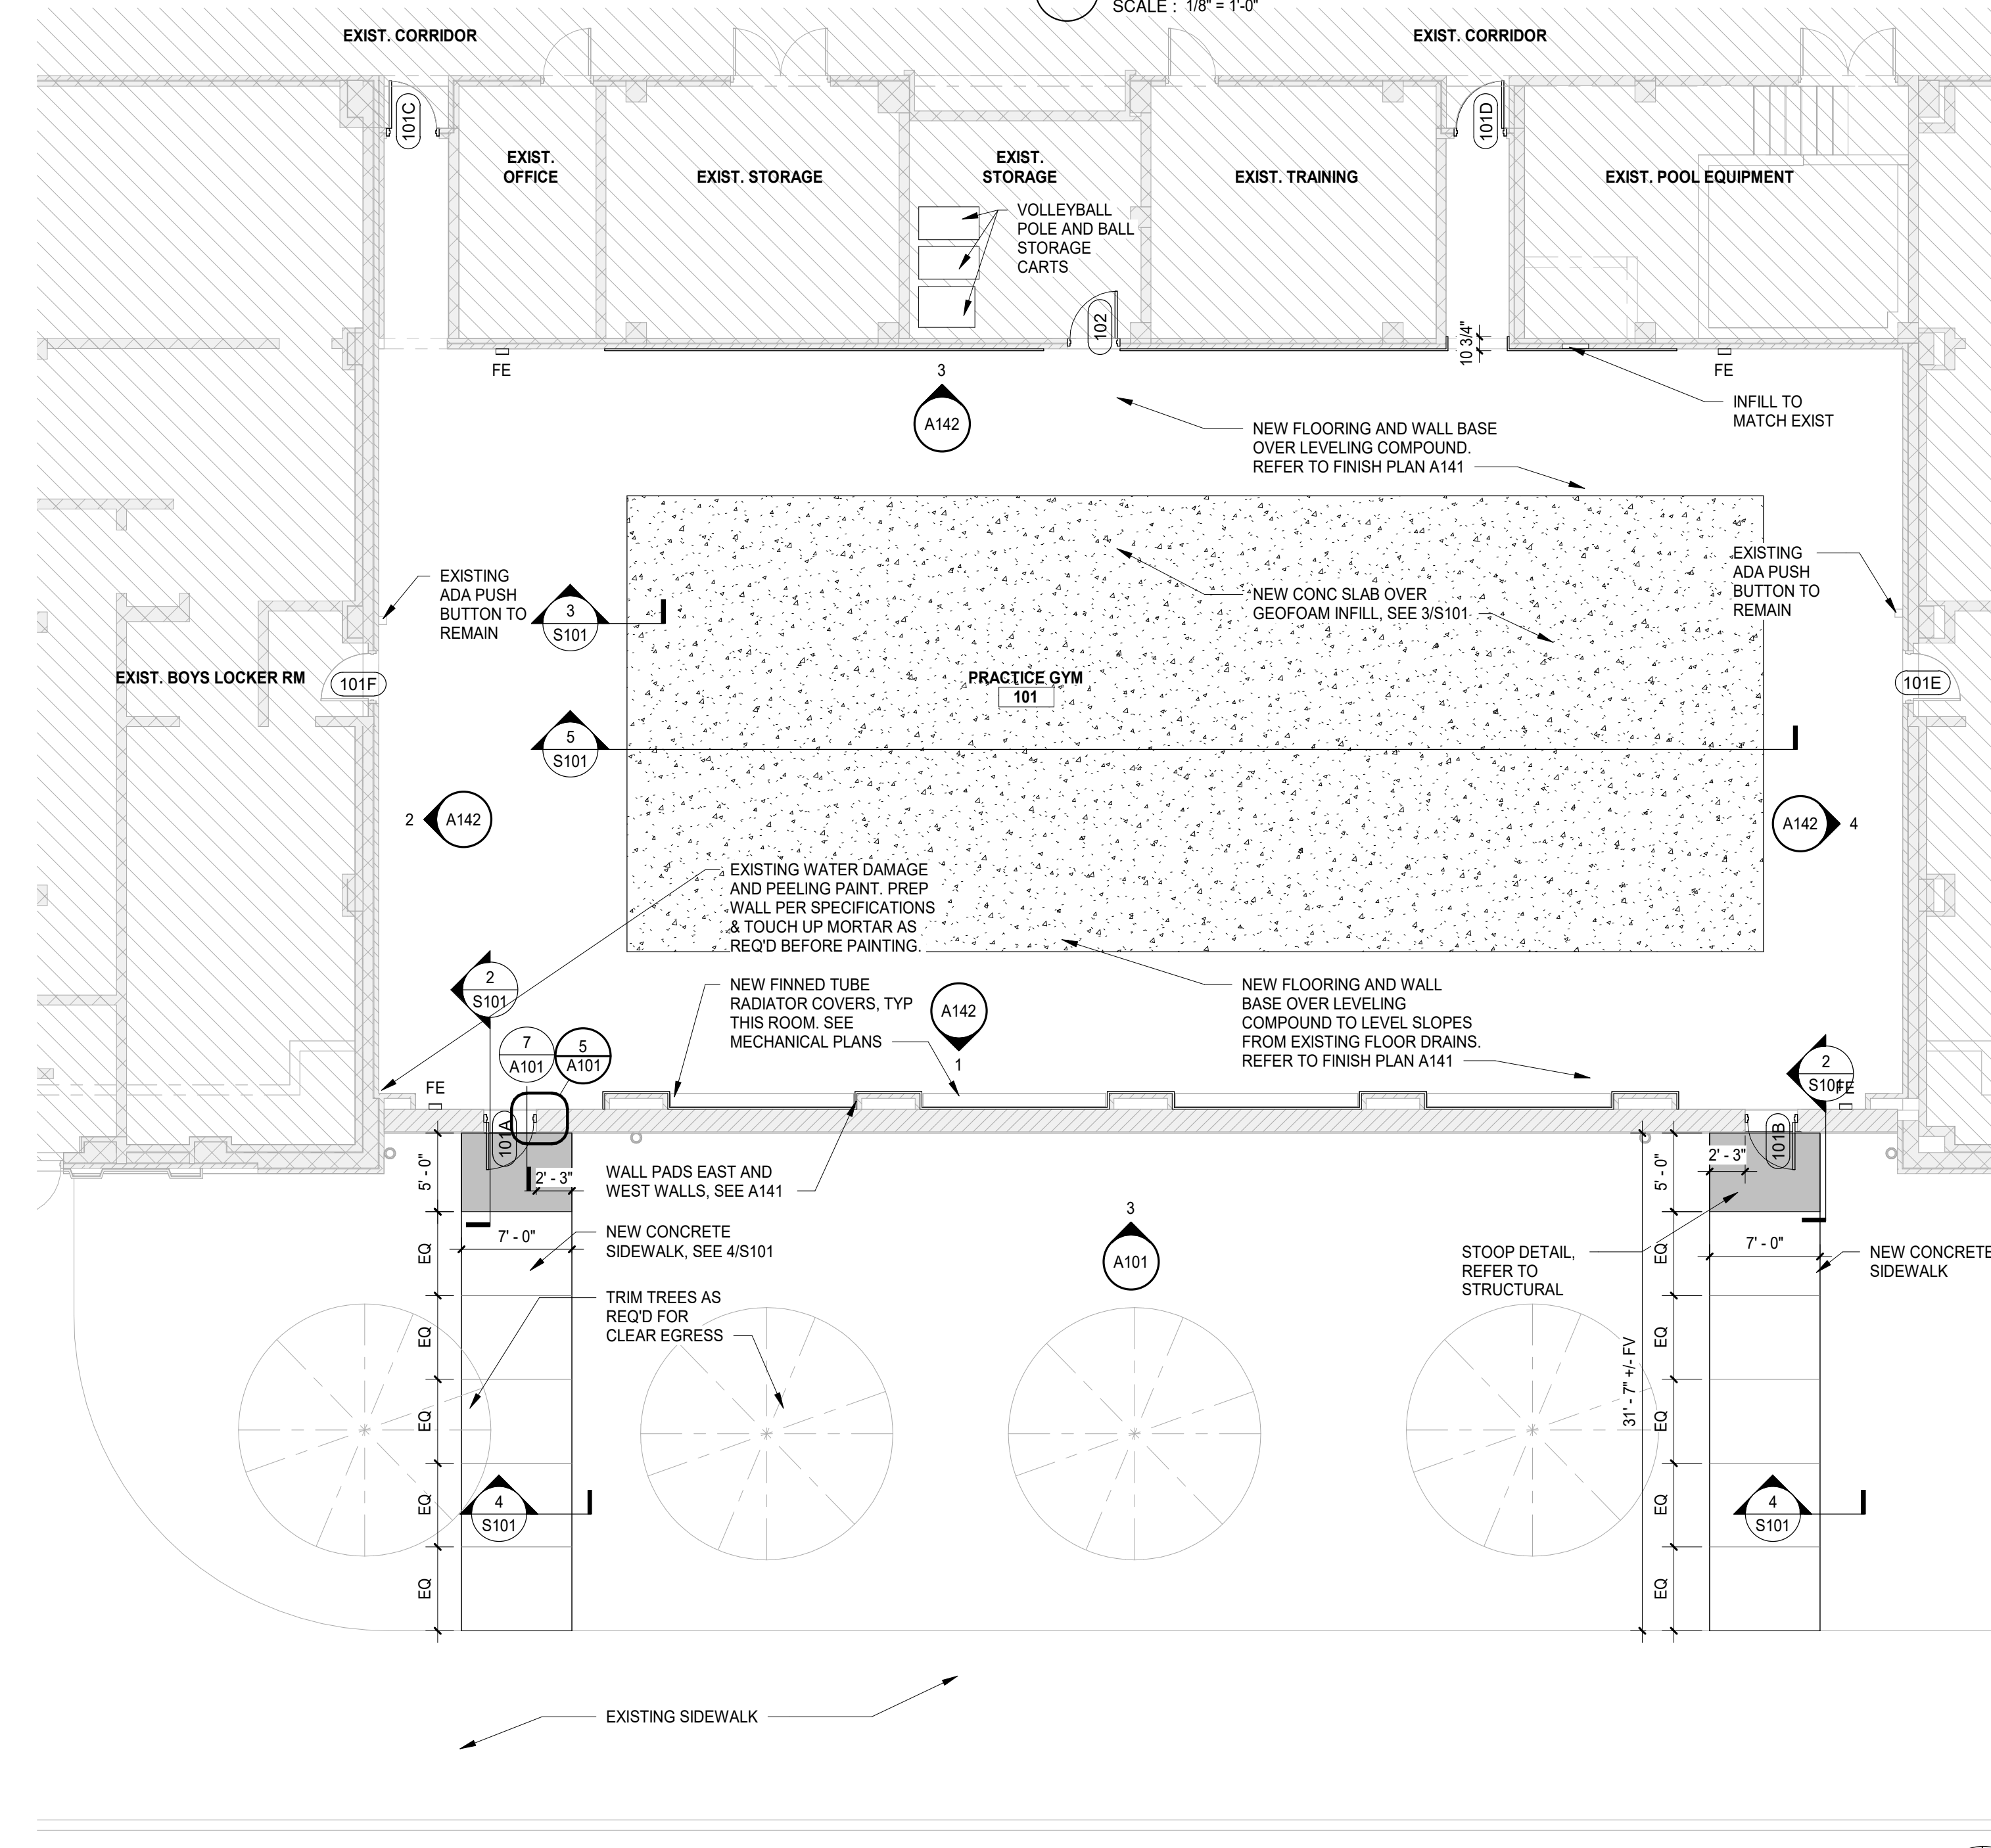 SCALE : 1/8" = 1'-0"
EXIST. CORRIDOR
EXIST. CORRIDOR
101C
101D
EXIST.
OFFICE
EXIST. STORAGE
EXIST.
STORAGE
EXIST. TRAINING
EXIST. POOL EQUIPMENT
VOLLEYBALL
POLE AND BALL
STORAGE
CARTS
102
10 3/4"
FE
FE
3
A142
INFILL TO
MATCH EXIST
NEW FLOORING AND WALL BASE
OVER LEVELING COMPOUND.
REFER TO FINISH PLAN A141
EXISTING
ADA PUSH
BUTTON TO
REMAIN
3
S101
NEW CONC SLAB OVER
GEOFOAM INFILL, SEE 3/S101
EXISTING
ADA PUSH
BUTTON TO
REMAIN
EXIST. BOYS LOCKER RM
101F
PRACTICE GYM
101
101E
5
S101
2
A142
A142
4
EXISTING WATER DAMAGE
AND PEELING PAINT. PREP
WALL PER SPECIFICATIONS
& TOUCH UP MORTAR AS
REQ'D BEFORE PAINTING.
2
S101
NEW FINNED TUBE
RADIATOR COVERS, TYP
THIS ROOM. SEE
MECHANICAL PLANS
A142
1
NEW FLOORING AND WALL
BASE OVER LEVELING
COMPOUND TO LEVEL SLOPES
FROM EXISTING FLOOR DRAINS.
REFER TO FINISH PLAN A141
7
A101
5
A101
2
S101
FE
FE
101A
101B
5' - 0"
2' - 3"
WALL PADS EAST AND
WEST WALLS, SEE A141
5' - 0"
2' - 3"
7' - 0"
NEW CONCRETE
SIDEWALK, SEE 4/S101
3
A101
STOOP DETAIL,
REFER TO
STRUCTURAL
7' - 0"
NEW CONCRETE
SIDEWALK
EQ
EQ
EQ
EQ
EQ
TRIM TREES AS
REQ'D FOR
CLEAR EGRESS
31' - 7" +/- FV
EQ
EQ
EQ
EQ
EQ
4
S101
4
S101
EXISTING SIDEWALK